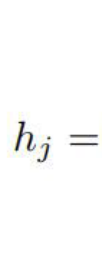 h_j =